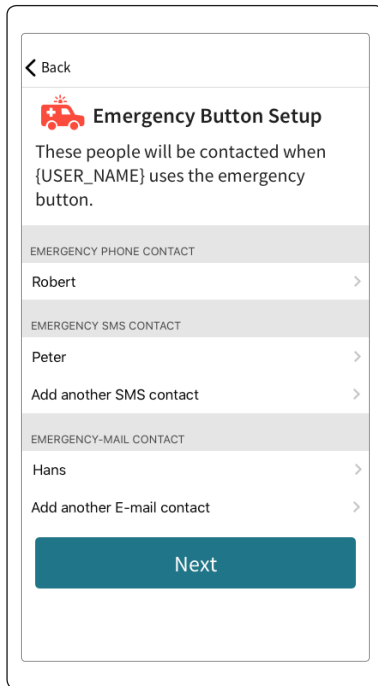 Back
Emergency Button Setup
These people will be contacted when
{USER_NAME} uses the emergency
button.
EMERGENCY PHONE CONTACT
Robert
EMERGENCY SMS CONTACT
Peter
Add another SMS contact
EMERGENCY-MAIL CONTACT
Hans
Add another E-mail contact
Next